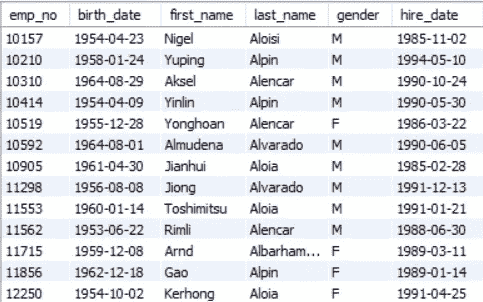 emp_no birth_date first_name last_name gender hire_date
10157 1954-04-23 Nigel Aloisi M 1985-11-02
10210 1958-01-24 Yuping Alpin M 1994-05-10
10310 1964-08-29 Aksel Alencar M 1990-10-24
10414 1954-04-09 Yinlin Alpin M 1990-05-30
10519 1955-12-28 Yonghoan Alencar F 1986-03-22
10592 1964-08-01 Almudena Alvarado M 1990-06-05
10905 1961-04-30 Jianhui Aloia M 1985-02-28
11298 1956-08-08 Jiong Alvarado M 1991-12-13
11553 1960-01-14 Toshimitsu Aloia M 1991-01-21
11562 1953-06-22 Rimli Alencar M 1988-06-30
11715 1959-12-08 Arnd Albarham... F 1989-03-11
11856 1962-12-18 Gao Alpin F 1989-01-14
12250 1954-10-02 Kerhong Aloia F 1991-04-25